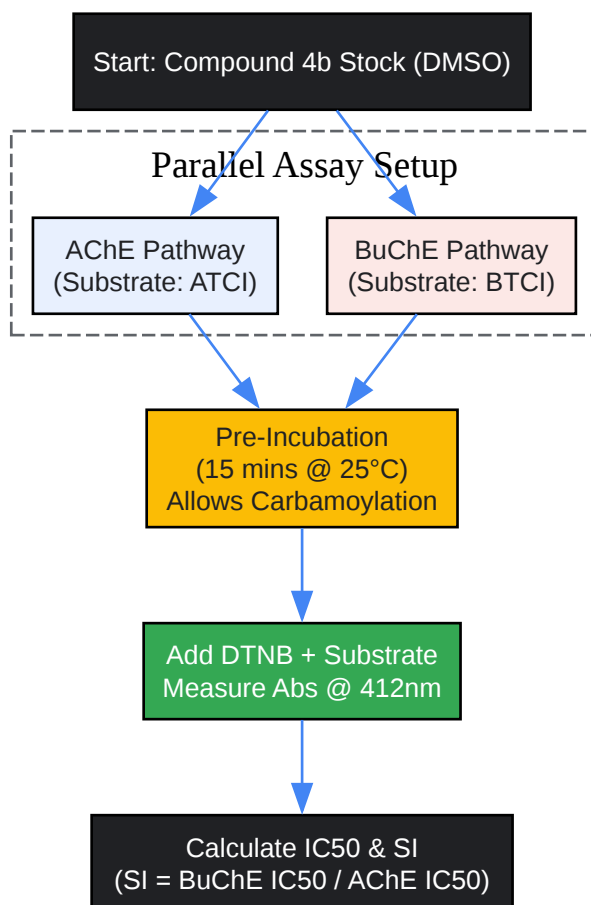 Start: Compound 4b Stock (DMSO)
Parallel Assay Setup
AChE Pathway
(Substrate: ATCI)
BuChE Pathway
(Substrate: BTCI)
Pre-Incubation
(15 mins @ 25°C)
Allows Carbamoylation
Add DTNB + Substrate
Measure Abs @ 412nm
Calculate IC50 & SI
(SI = BuChE IC50 / AChE IC50)